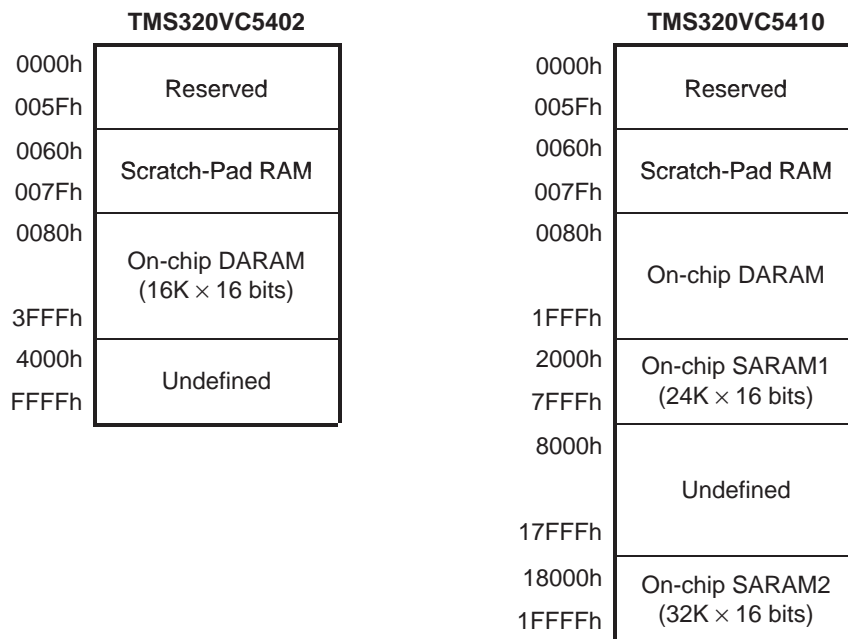 TMS320VC5402
0000h
Reserved
005Fh
0060h
Scratch-Pad RAM
007Fh
0080h
On-chip DARAM
(16K × 16 bits)
3FFFh
4000h
Undefined
FFFFh
TMS320VC5410
0000h
Reserved
005Fh
0060h
Scratch-Pad RAM
007Fh
0080h
On-chip DARAM
1FFFh
2000h
On-chip SARAM1
(24K × 16 bits)
7FFFh
8000h
Undefined
17FFFh
18000h
On-chip SARAM2
(32K × 16 bits)
1FFFFh